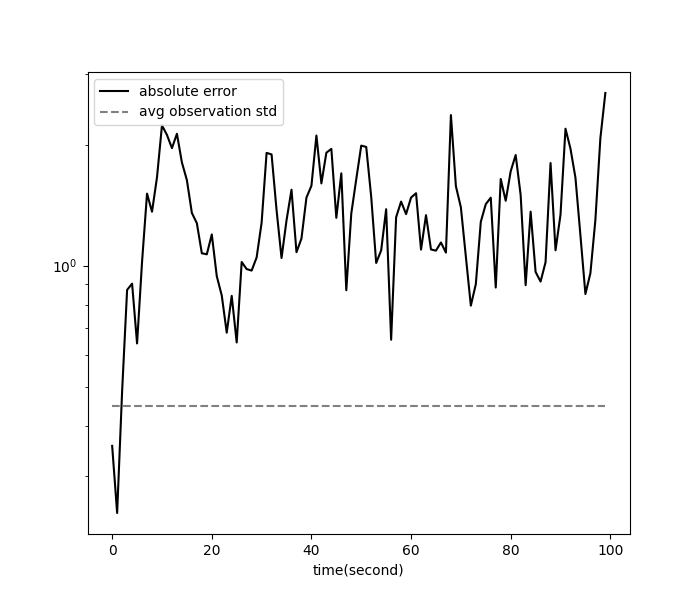 absolute error
avg observation std
10⁰
0 20 40 60 80 100
time(second)